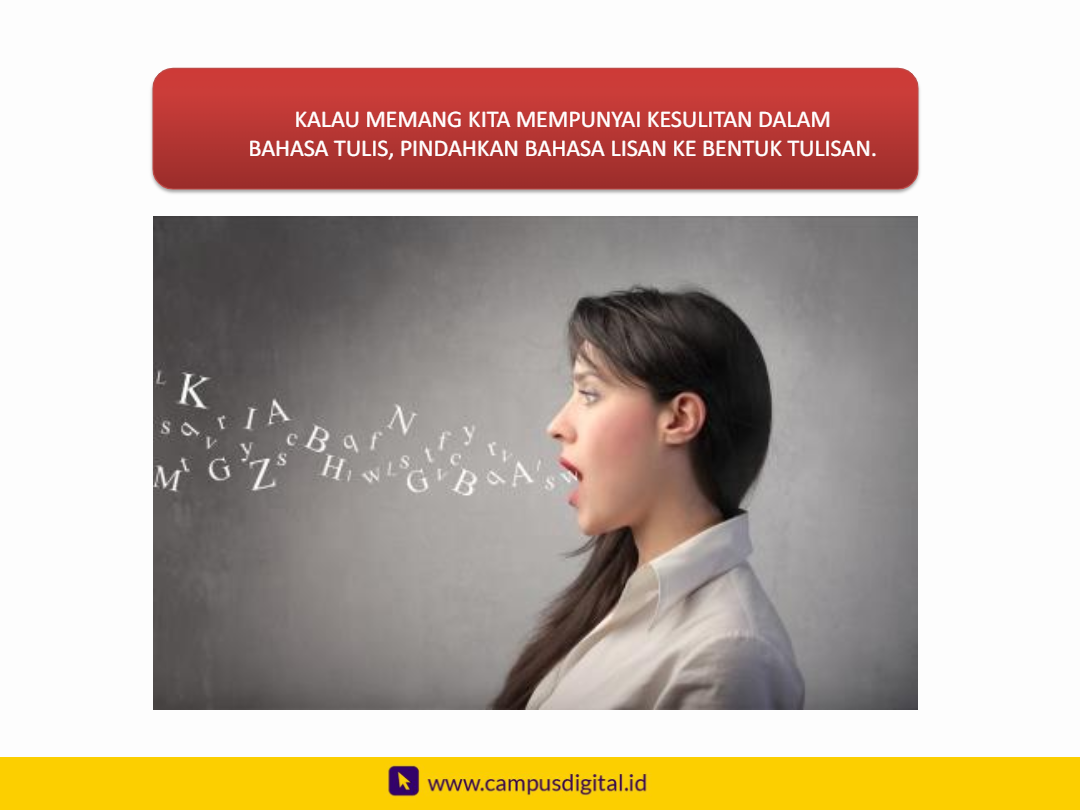 KALAU MEMANG KITA MEMPUNYAI KESULITAN DALAM
BAHASA TULIS, PINDAHKAN BAHASA LISAN KE BENTUK TULISAN.
L K
s a r I A c B q f N f y r v
v y s t c
M t G Z H l w L s G v B a A l s w
www.campusdigital.id